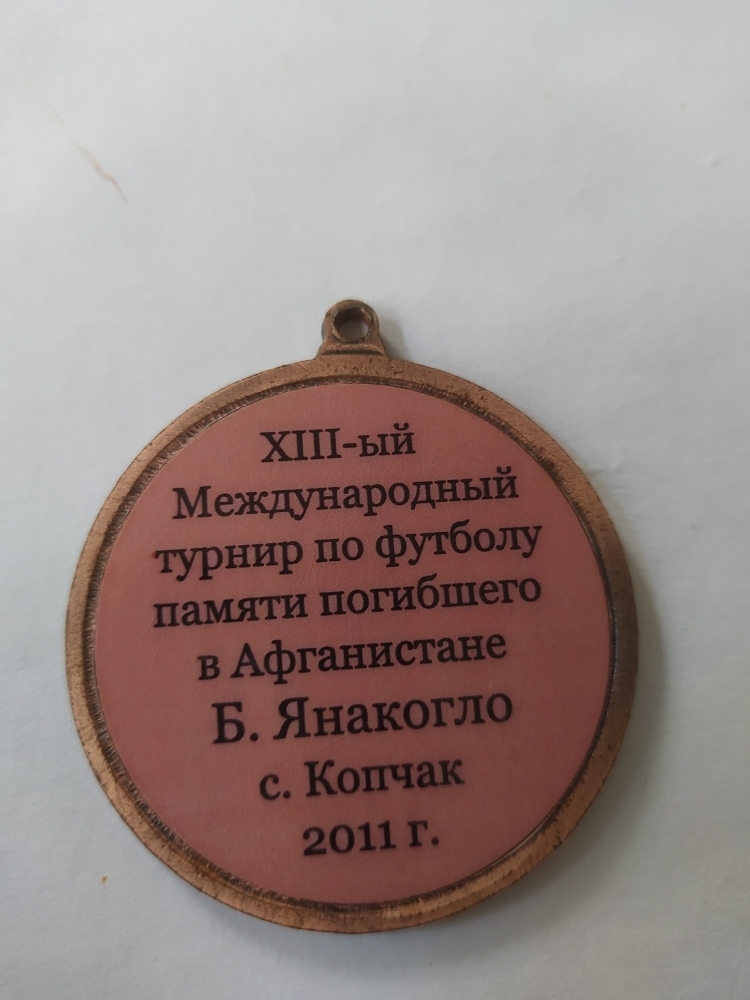 XIII-ый
Международный
турнир по футболу
памяти погибшего
в Афганистане
Б. Янакогло
с. Копчак
2011 г.